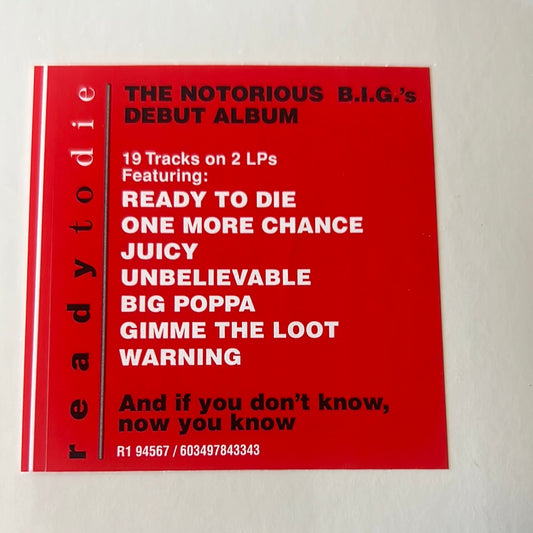 readytodie
THE NOTORIOUS B.I.G.'s
DEBUT ALBUM
19 Tracks on 2 LPs
Featuring:
READY TO DIE
ONE MORE CHANCE
JUICY
UNBELIEVABLE
BIG POPPA
GIMME THE LOOT
WARNING
And if you don't know,
now you know
R1 94567 / 603497843343